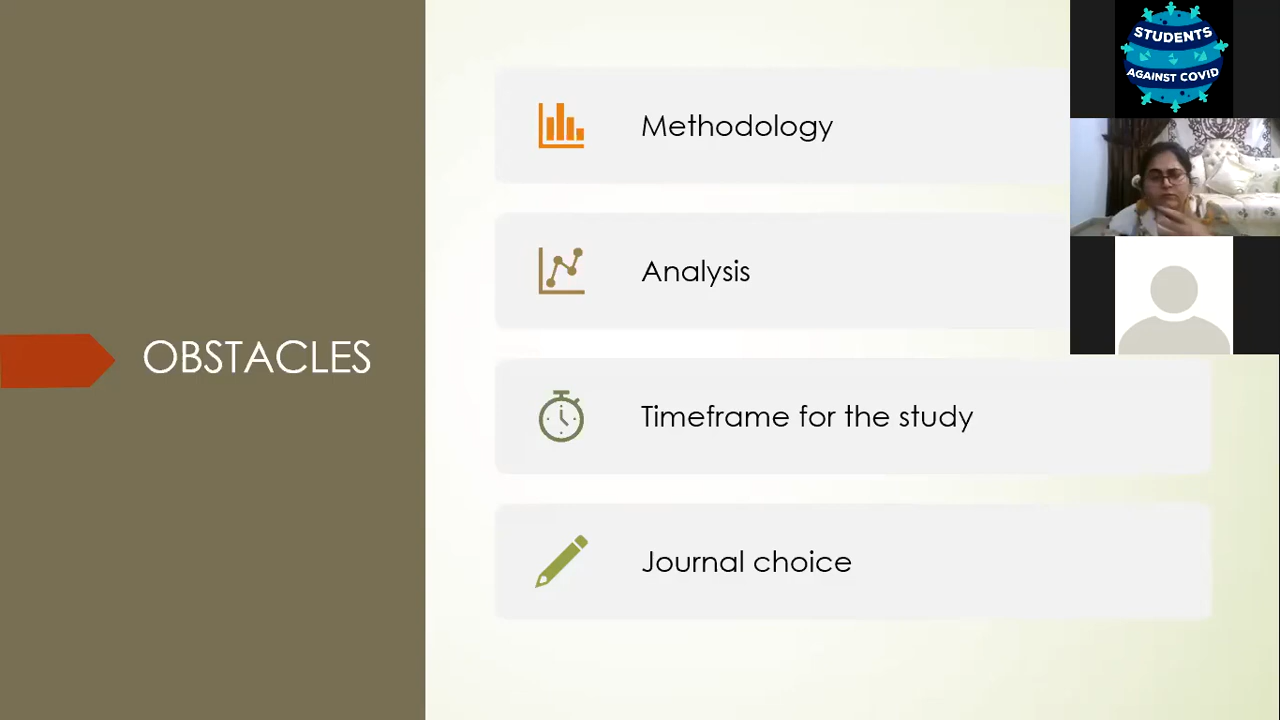 OBSTACLES
Methodology
Analysis
Timeframe for the study
Journal choice
STUDENTS
AGAINST COVID